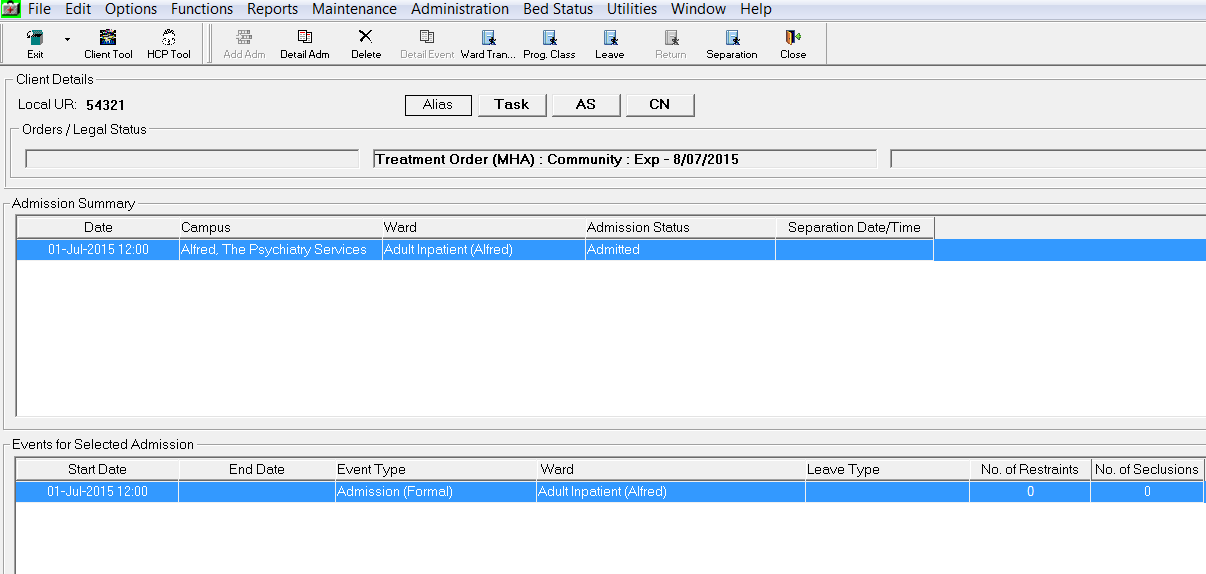 File Edit Options Functions Reports Maintenance Administration Bed Status Utilities Window Help
Exit Client Tool HCP Tool Add Adm Detail Adm Delete Detail Event Ward Tran... Prog. Class Leave Return Separation Close
Client Details
Local UR: 54321 Alias Task AS CN
Orders / Legal Status
Treatment Order (MHA) : Community : Exp - 8/07/2015
Admission Summary
Date Campus Ward Admission Status Separation Date/Time
01-Jul-2015 12:00 Alfred, The Psychiatry Services Adult Inpatient (Alfred) Admitted
Events for Selected Admission
Start Date End Date Event Type Ward Leave Type No. of Restraints No. of Seclusions
01-Jul-2015 12:00 Admission (Formal) Adult Inpatient (Alfred) 0 0